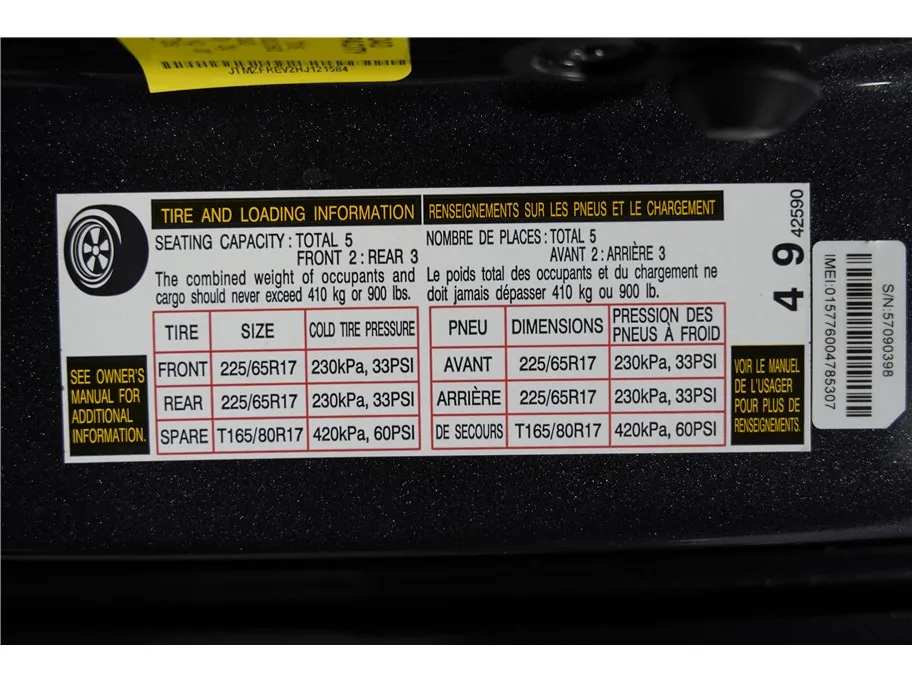 JTMZFREV2HJ121584
TIRE AND LOADING INFORMATION
SEATING CAPACITY : TOTAL 5
FRONT 2 : REAR 3
The combined weight of occupants and
cargo should never exceed 410 kg or 900 lbs.
RENSEIGNEMENTS SUR LES PNEUS ET LE CHARGEMENT
NOMBRE DE PLACES : TOTAL 5
AVANT 2 : ARRIÈRE 3
Le poids total des occupants et du chargement ne
doit jamais dépasser 410 kg ou 900 lb.
TIRE SIZE COLD TIRE PRESSURE
FRONT 225/65R17 230kPa, 33PSI
REAR 225/65R17 230kPa, 33PSI
SPARE T165/80R17 420kPa, 60PSI
PNEU DIMENSIONS PRESSION DES PNEUS À FROID
AVANT 225/65R17 230kPa, 33PSI
ARRIÈRE 225/65R17 230kPa, 33PSI
DE SECOURS T165/80R17 420kPa, 60PSI
SEE OWNER'S
MANUAL FOR
ADDITIONAL
INFORMATION.
VOIR LE MANUEL
DE L'USAGER
POUR PLUS DE
RENSEIGNEMENTS.
4 9 42590
S/N:57090398
IMEI:015776004785307